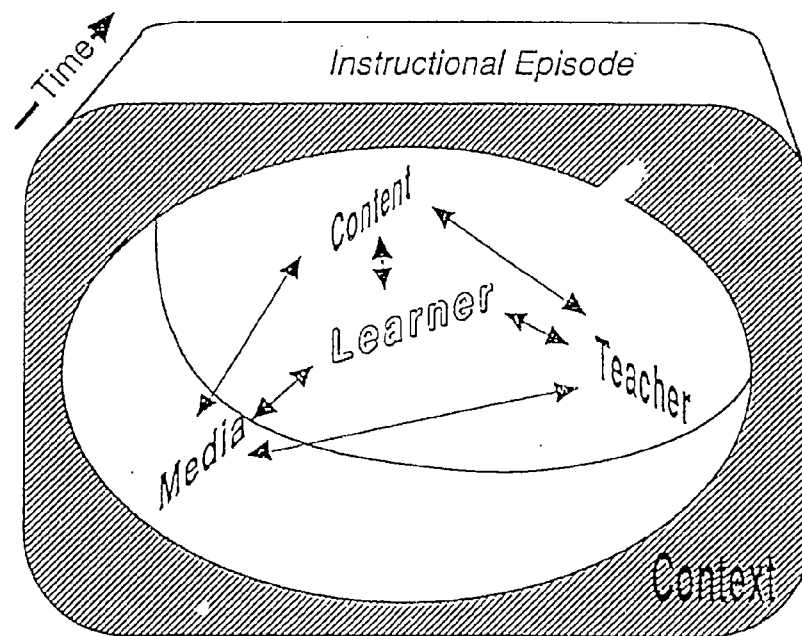 Time
Instructional Episode
Content
Learner
Teacher
Media
Context